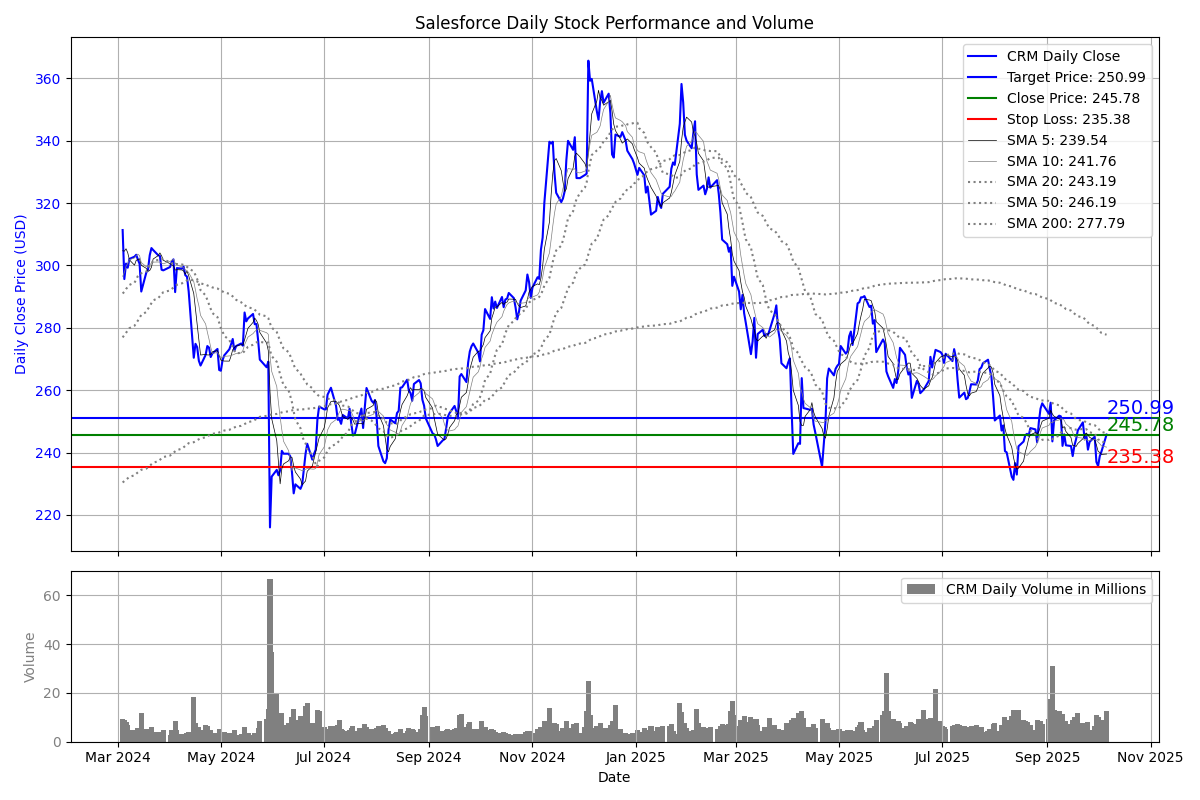 Salesforce Daily Stock Performance and Volume
Daily Close Price (USD)
360
340
320
300
280
260
240
220
CRM Daily Close
Target Price: 250.99
Close Price: 245.78
Stop Loss: 235.38
SMA 5: 239.54
SMA 10: 241.76
SMA 20: 243.19
SMA 50: 246.19
SMA 200: 277.79
250.99
245.78
235.38
Volume
60
40
20
0
CRM Daily Volume in Millions
Mar 2024 May 2024 Jul 2024 Sep 2024 Nov 2024 Jan 2025 Mar 2025 May 2025 Jul 2025 Sep 2025 Nov 2025
Date